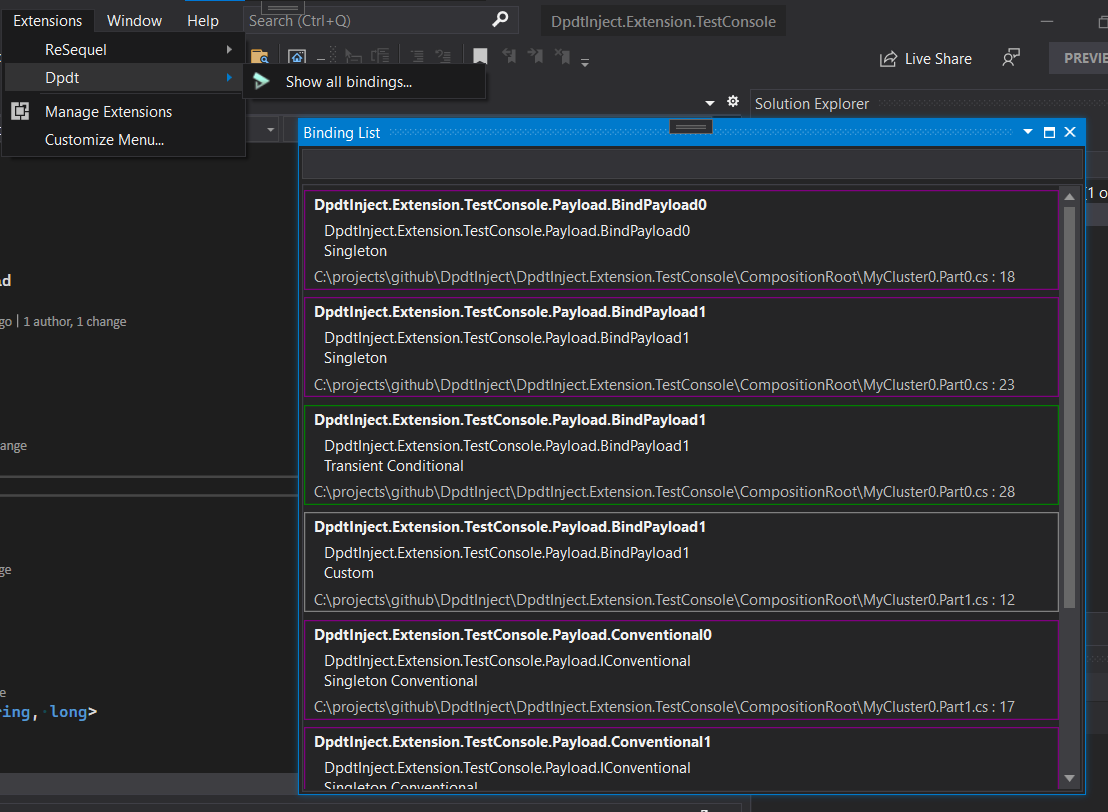 Extensions Window Help Search (Ctrl+Q) DpdtInject.Extension.TestConsole
ReSequel
Dpdt
Show all bindings...
Manage Extensions
Customize Menu...
Live Share
PREVIE
Solution Explorer
Binding List
DpdtInject.Extension.TestConsole.Payload.BindPayload0
DpdtInject.Extension.TestConsole.Payload.BindPayload0
Singleton
C:\projects\github\DpdtInject\DpdtInject.Extension.TestConsole\CompositionRoot\MyCluster0.Part0.cs : 18
DpdtInject.Extension.TestConsole.Payload.BindPayload1
DpdtInject.Extension.TestConsole.Payload.BindPayload1
Singleton
C:\projects\github\DpdtInject\DpdtInject.Extension.TestConsole\CompositionRoot\MyCluster0.Part0.cs : 23
DpdtInject.Extension.TestConsole.Payload.BindPayload1
DpdtInject.Extension.TestConsole.Payload.BindPayload1
Transient Conditional
C:\projects\github\DpdtInject\DpdtInject.Extension.TestConsole\CompositionRoot\MyCluster0.Part0.cs : 28
DpdtInject.Extension.TestConsole.Payload.BindPayload1
DpdtInject.Extension.TestConsole.Payload.BindPayload1
Custom
C:\projects\github\DpdtInject\DpdtInject.Extension.TestConsole\CompositionRoot\MyCluster0.Part1.cs : 12
DpdtInject.Extension.TestConsole.Payload.Conventional0
DpdtInject.Extension.TestConsole.Payload.IConventional
Singleton Conventional
C:\projects\github\DpdtInject\DpdtInject.Extension.TestConsole\CompositionRoot\MyCluster0.Part1.cs : 17
DpdtInject.Extension.TestConsole.Payload.Conventional1
DpdtInject.Extension.TestConsole.Payload.IConventional
Singleton Conventional
(1 o
ad
go | 1 author, 1 change
ange
ge
e
ring, long>